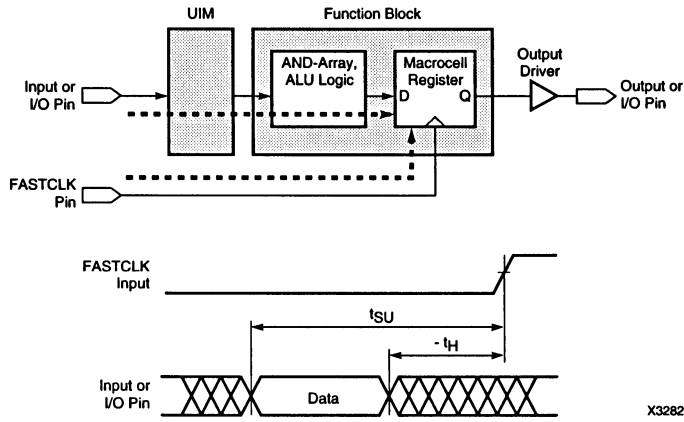 UIM
Function Block
AND-Array,
ALU Logic
Macrocell
Register
D
Q
Output
Driver
Input or
I/O Pin
Output or
I/O Pin
FASTCLK
Pin
FASTCLK
Input
tSU
- tH
Input or
I/O Pin
Data
X3282